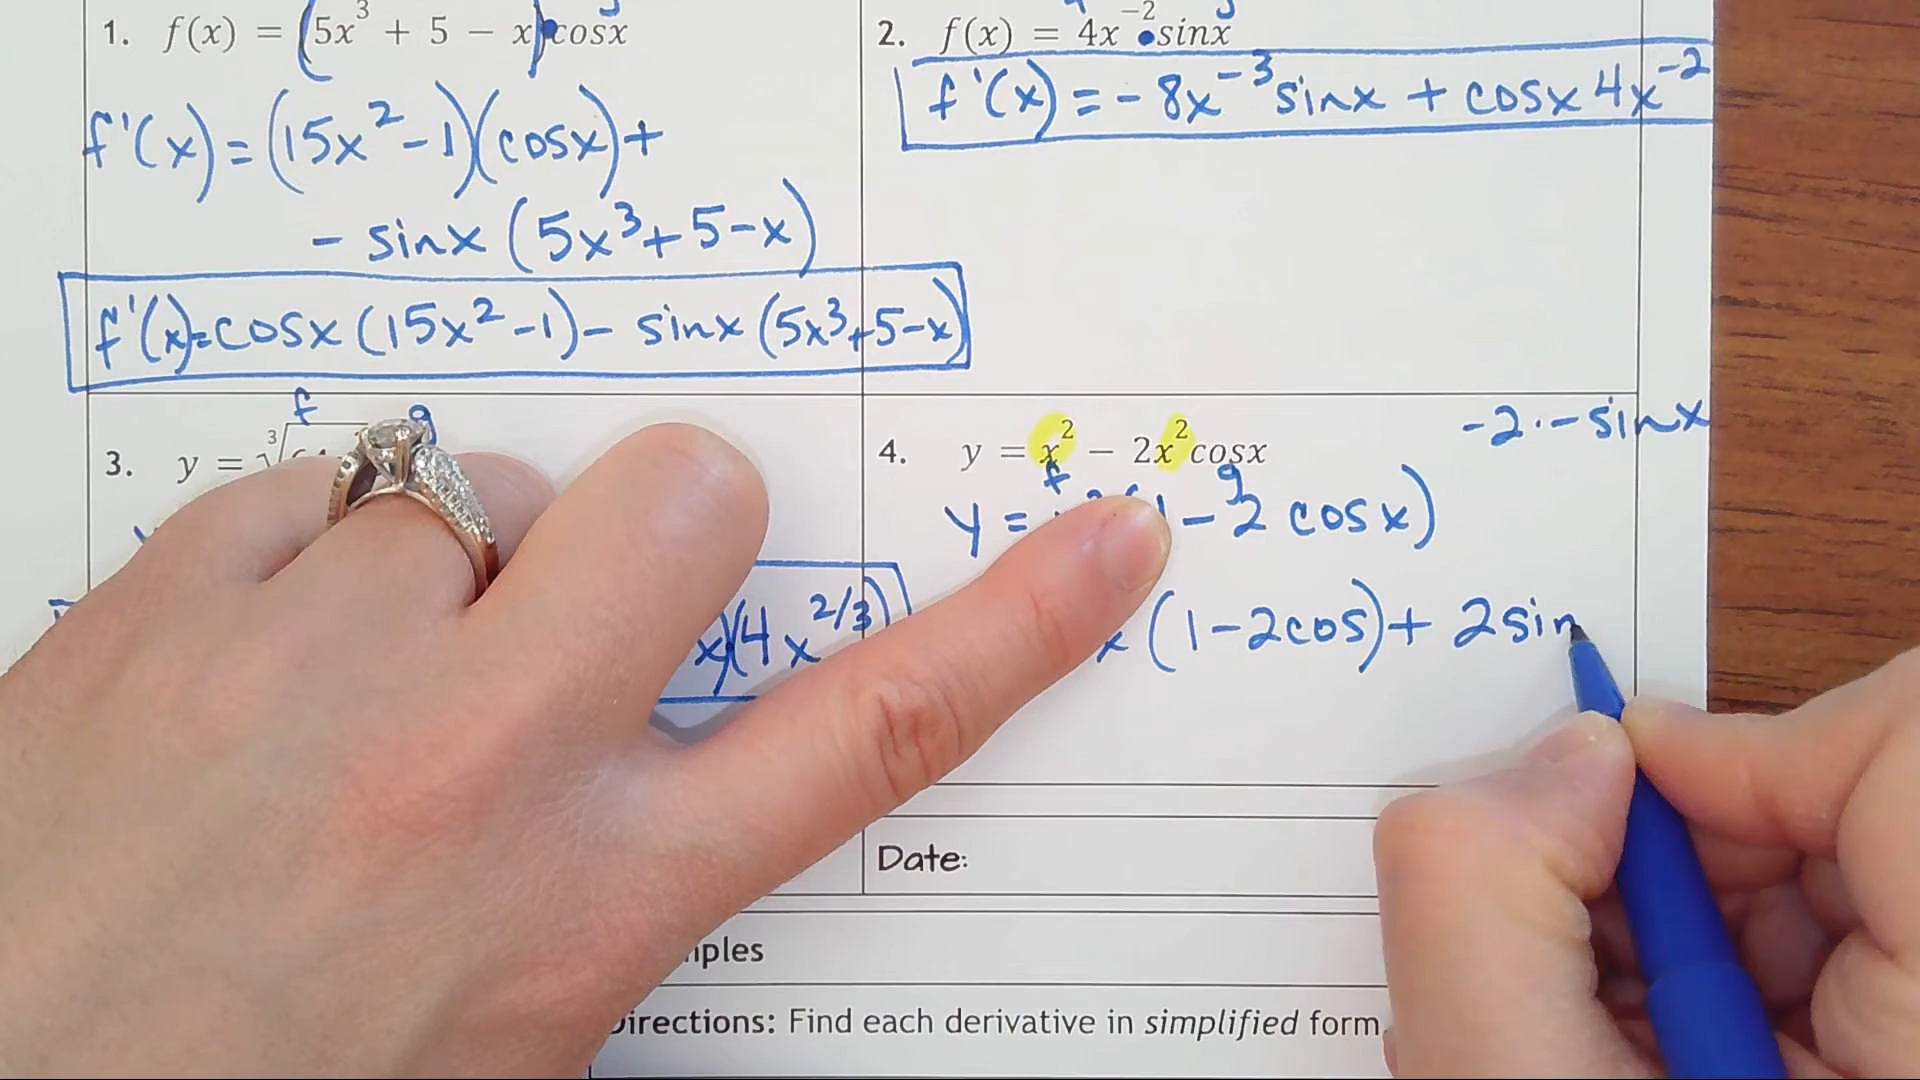 1. f(x) = (5x³ + 5 − x)•cosx
f'(x) = (15x² − 1)(cosx) +
− sinx (5x³ + 5 − x)
f'(x) = cosx (15x² − 1) − sinx (5x³ + 5 − x)
2. f(x) = 4x⁻² • sinx
f'(x) = − 8x⁻³ sinx + cosx 4x⁻²
f g
3. y = ∛
x)(4x^2/3)
4. y = x² − 2x² cosx
-2 · - sinx
f g
y = − 2 cosx)
x (1 − 2cos) + 2sin
Date:
Directions: Find each derivative in simplified form.